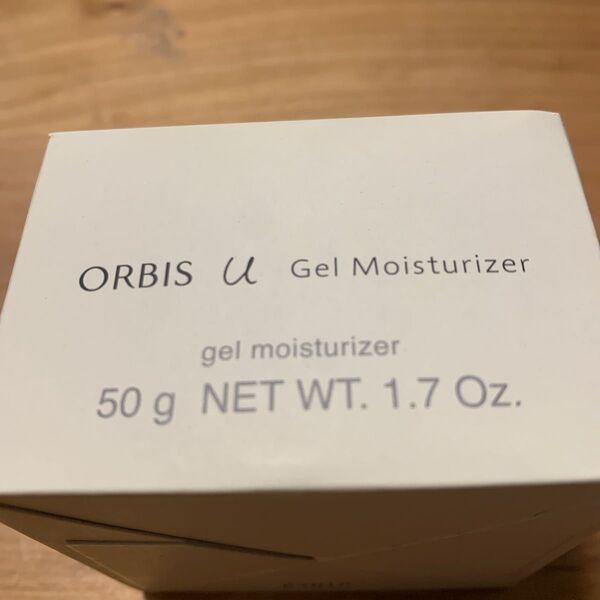 ORBIS u Gel Moisturizer
gel moisturizer
50 g NET WT. 1.7 Oz.